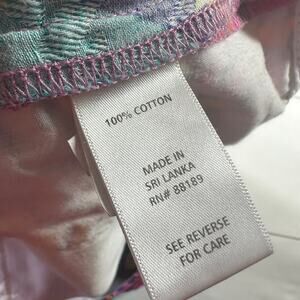 100% COTTON
MADE IN
SRI LANKA
RN# 88189
SEE REVERSE
FOR CARE